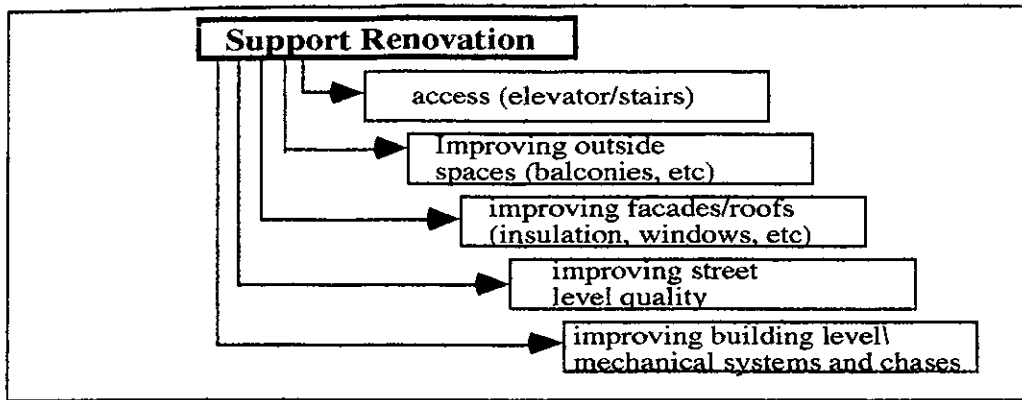 Support Renovation
access (elevator/stairs)
Improving outside
spaces (balconies, etc)
improving facades/roofs
(insulation, windows, etc)
improving street
level quality
improving building level\
mechanical systems and chases